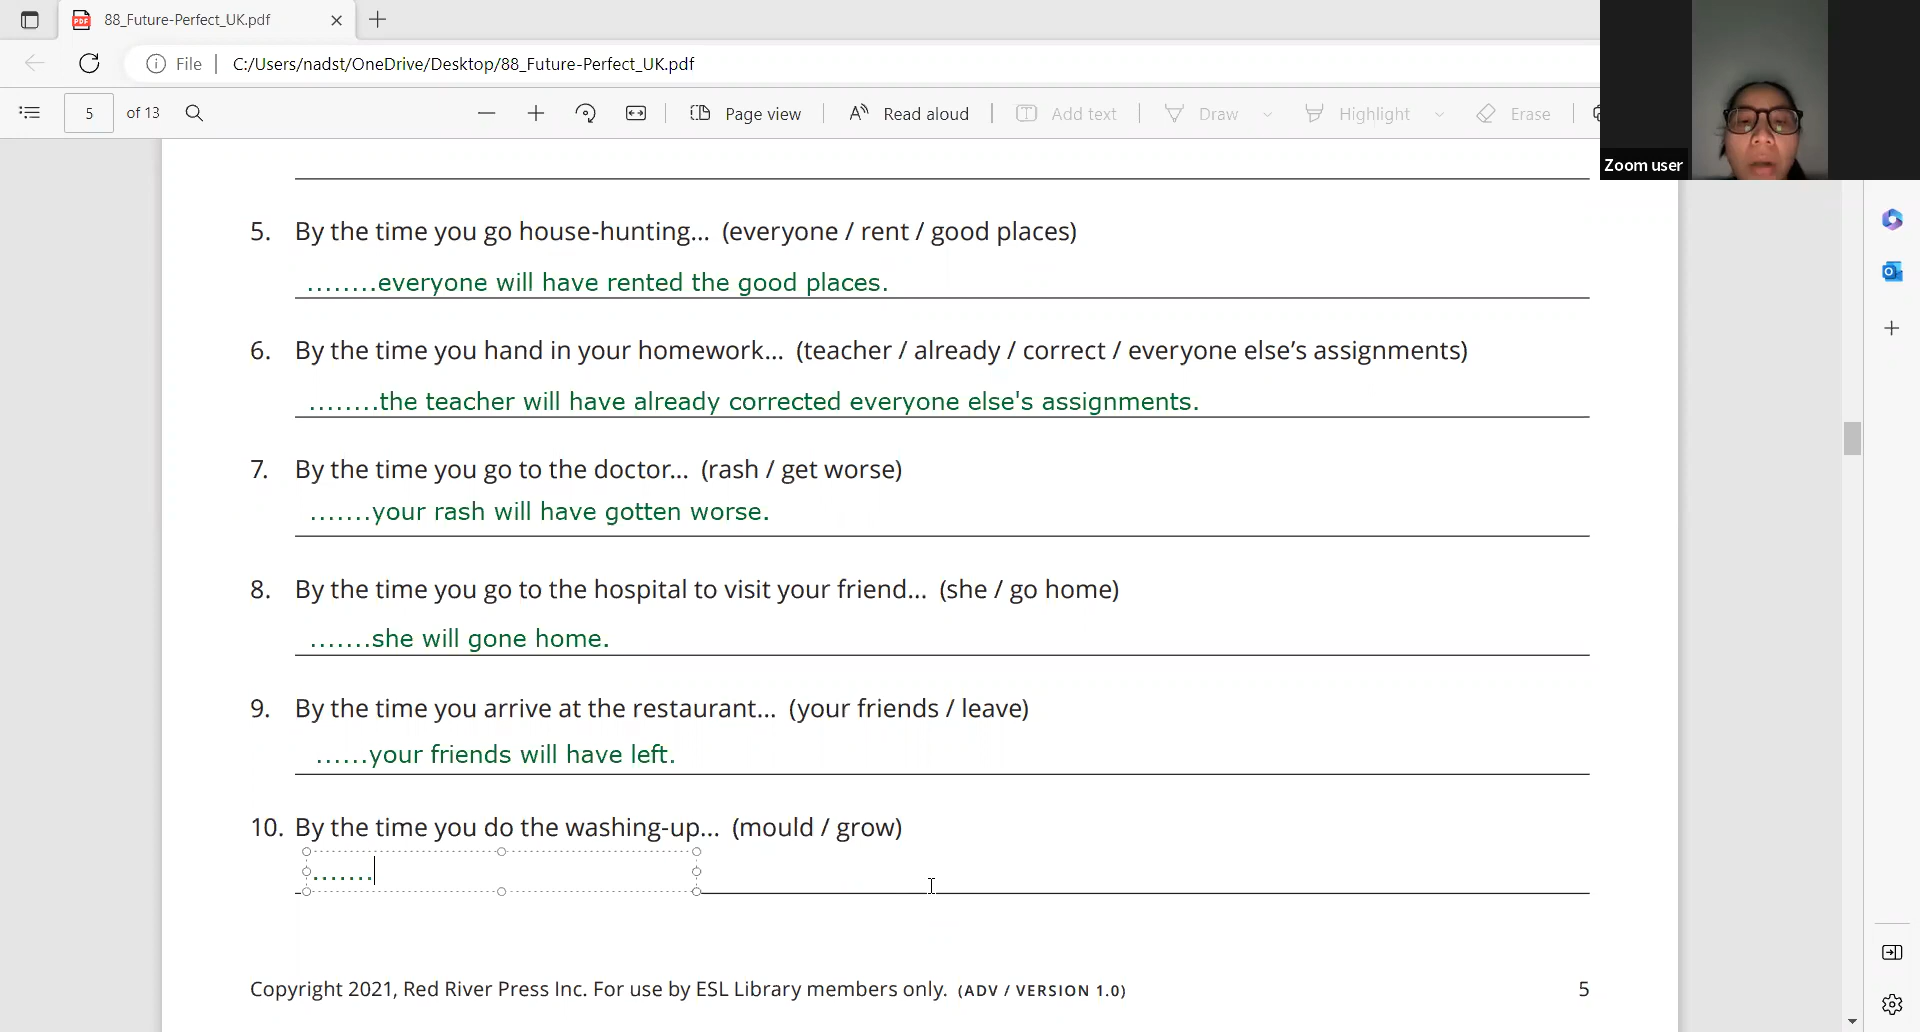 88_Future-Perfect_UK.pdf
File | C:/Users/nadst/OneDrive/Desktop/88_Future-Perfect_UK.pdf
5 of 13 Page view Read aloud Add text Draw Highlight Erase
Zoom user
5. By the time you go house-hunting... (everyone / rent / good places)
........everyone will have rented the good places.
6. By the time you hand in your homework... (teacher / already / correct / everyone else’s assignments)
........the teacher will have already corrected everyone else's assignments.
7. By the time you go to the doctor... (rash / get worse)
.......your rash will have gotten worse.
8. By the time you go to the hospital to visit your friend... (she / go home)
.......she will gone home.
9. By the time you arrive at the restaurant... (your friends / leave)
......your friends will have left.
10. By the time you do the washing-up... (mould / grow)
.......
Copyright 2021, Red River Press Inc. For use by ESL Library members only. (ADV / VERSION 1.0) 5